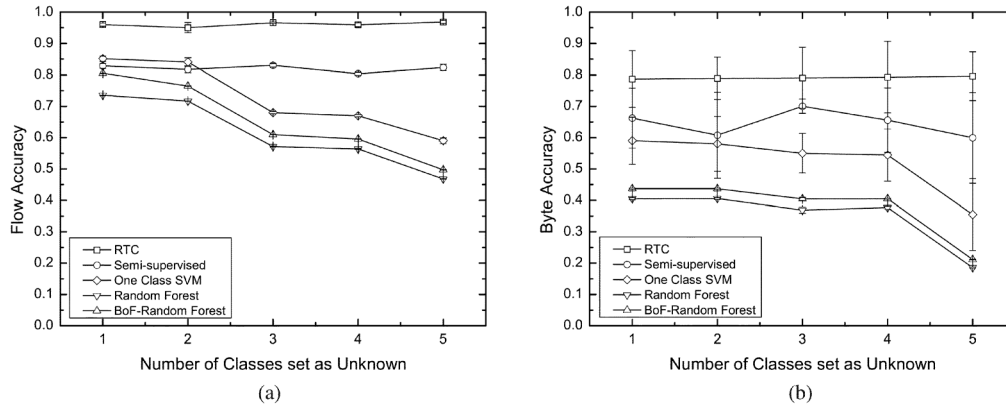 1.0
0.9
0.8
0.7
0.6
0.5
0.4
0.3
0.2
0.1
0.0
Flow Accuracy
RTC
Semi-supervised
One Class SVM
Random Forest
BoF-Random Forest
1 2 3 4 5
Number of Classes set as Unknown
(a)
1.0
0.9
0.8
0.7
0.6
0.5
0.4
0.3
0.2
0.1
0.0
Byte Accuracy
RTC
Semi-supervised
One Class SVM
Random Forest
BoF-Random Forest
1 2 3 4 5
Number of Classes set as Unknown
(b)